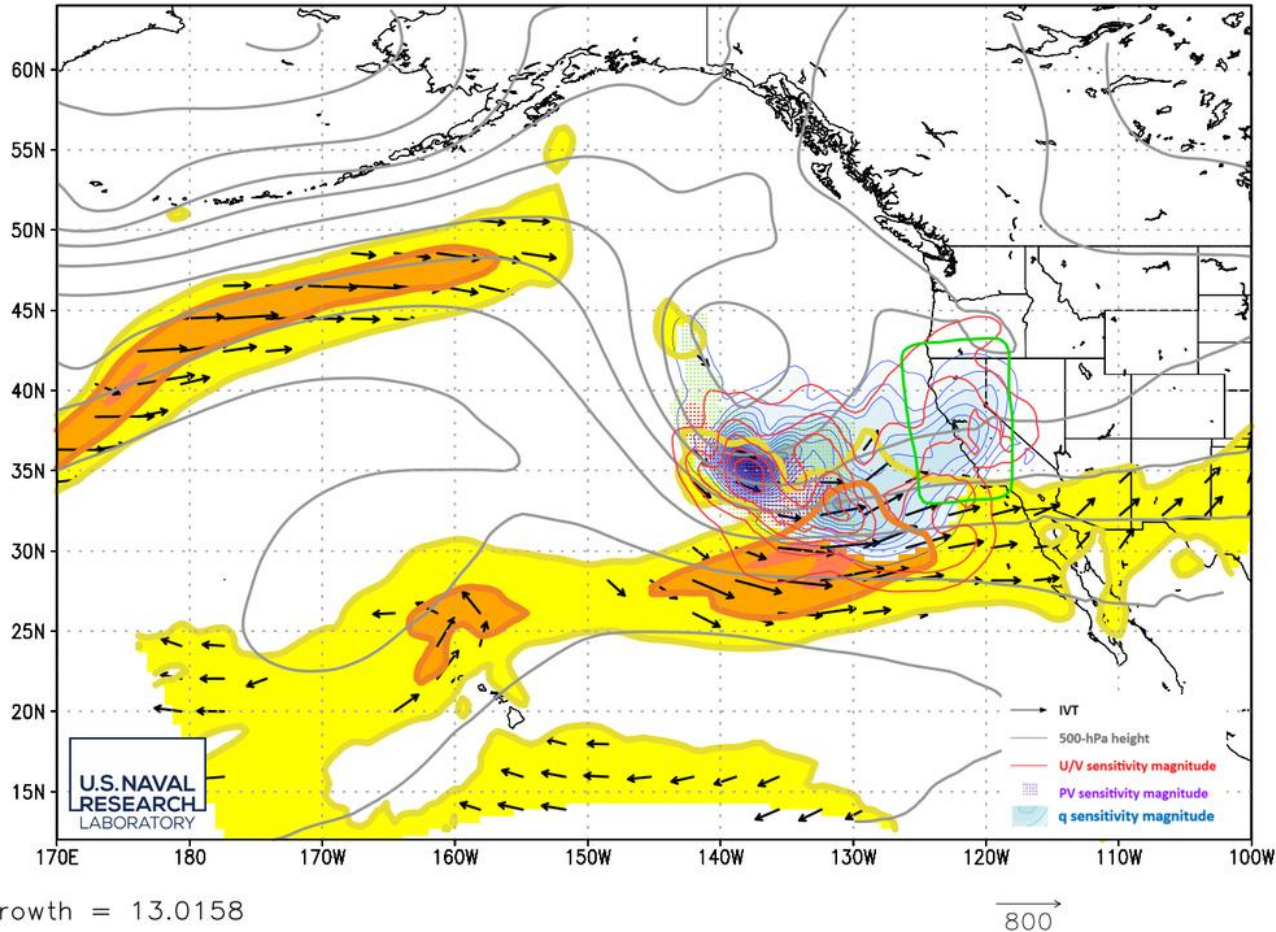 60N
55N
50N
45N
40N
35N
30N
25N
20N
15N
IVT
500-hPa height
U/V sensitivity magnitude
PV sensitivity magnitude
q sensitivity magnitude
U.S. NAVAL
RESEARCH
LABORATORY
170E 180 170W 160W 150W 140W 130W 120W 110W 100W
rowth = 13.0158
800